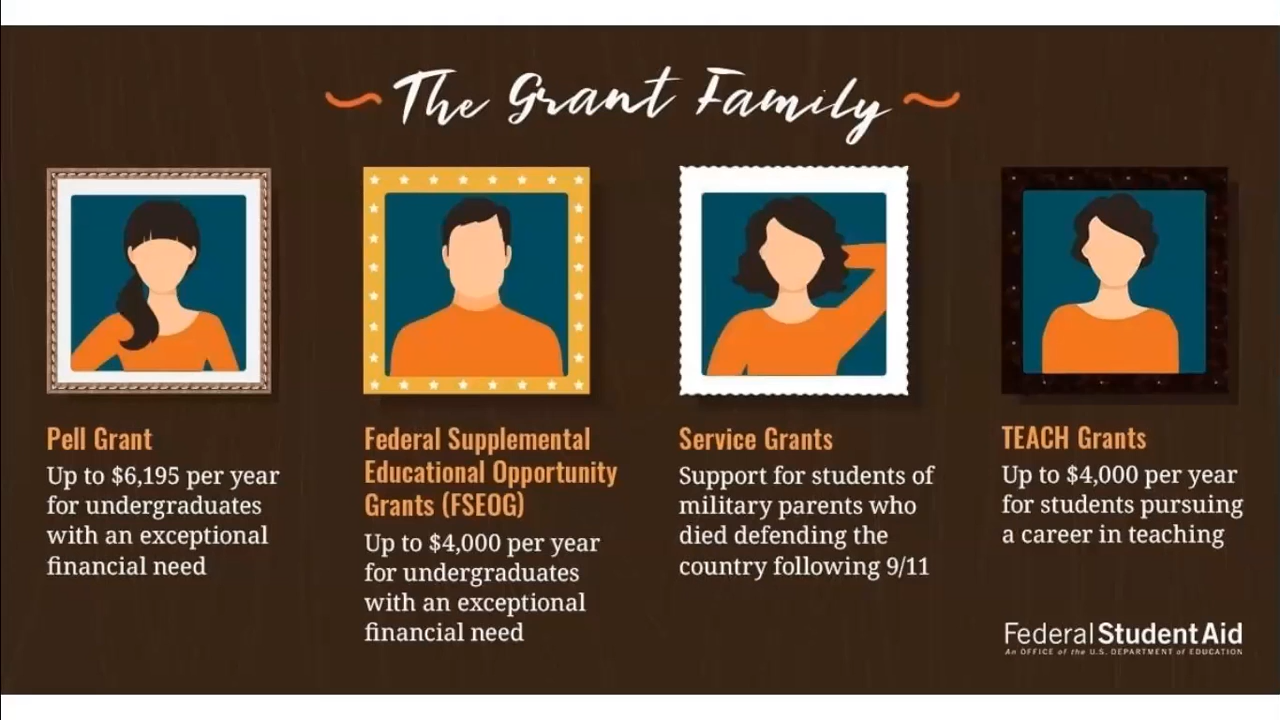 The Grant Family
Pell Grant
Up to $6,195 per year
for undergraduates
with an exceptional
financial need
Federal Supplemental
Educational Opportunity
Grants (FSEOG)
Up to $4,000 per year
for undergraduates
with an exceptional
financial need
Service Grants
Support for students of
military parents who
died defending the
country following 9/11
TEACH Grants
Up to $4,000 per year
for students pursuing
a career in teaching
Federal Student Aid
An OFFICE of the U.S. DEPARTMENT of EDUCATION